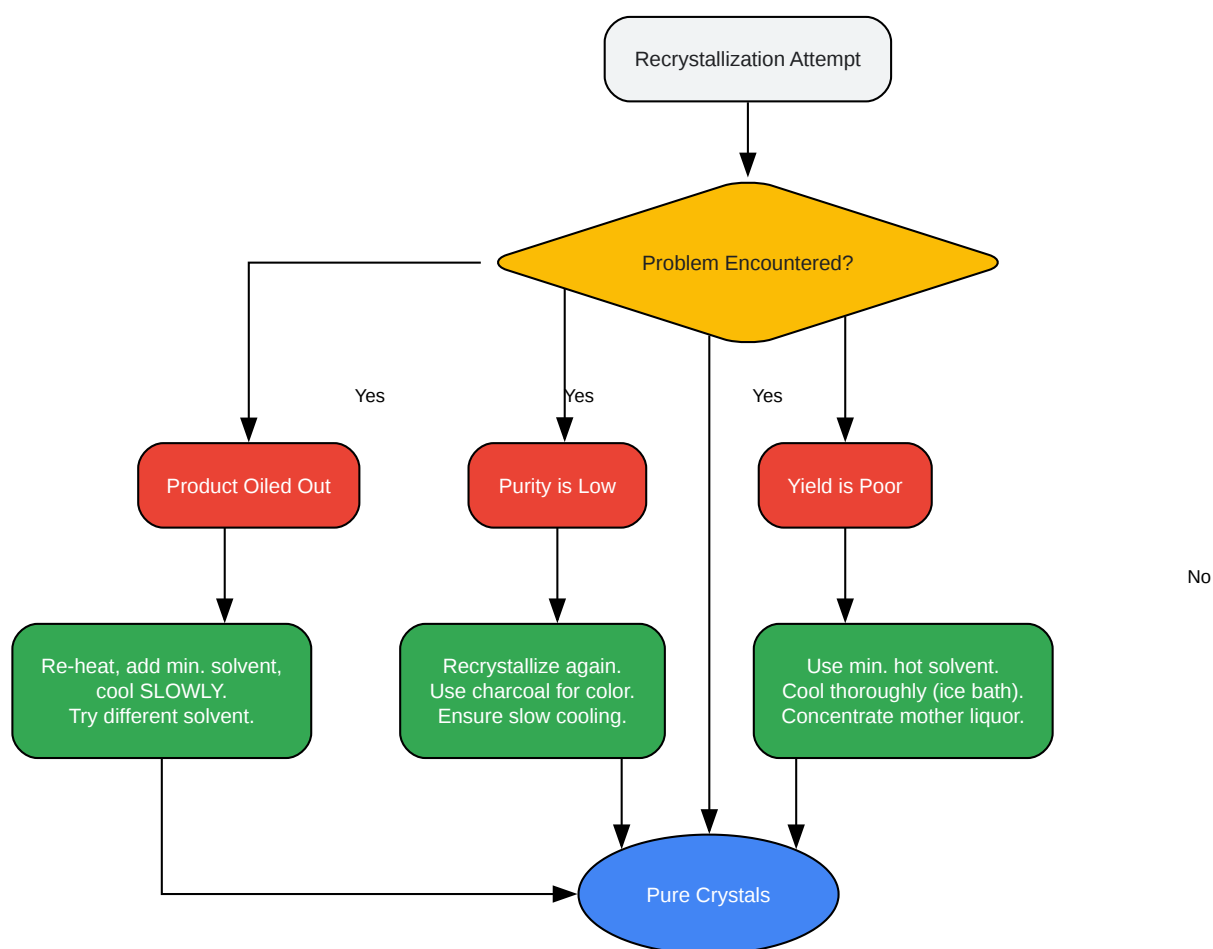 Recrystallization Attempt
Problem Encountered?
Yes
Yes
Yes
Product Oiled Out
Purity is Low
Yield is Poor
No
Re-heat, add min. solvent,
cool SLOWLY.
Try different solvent.
Recrystallize again.
Use charcoal for color.
Ensure slow cooling.
Use min. hot solvent.
Cool thoroughly (ice bath).
Concentrate mother liquor.
Pure Crystals